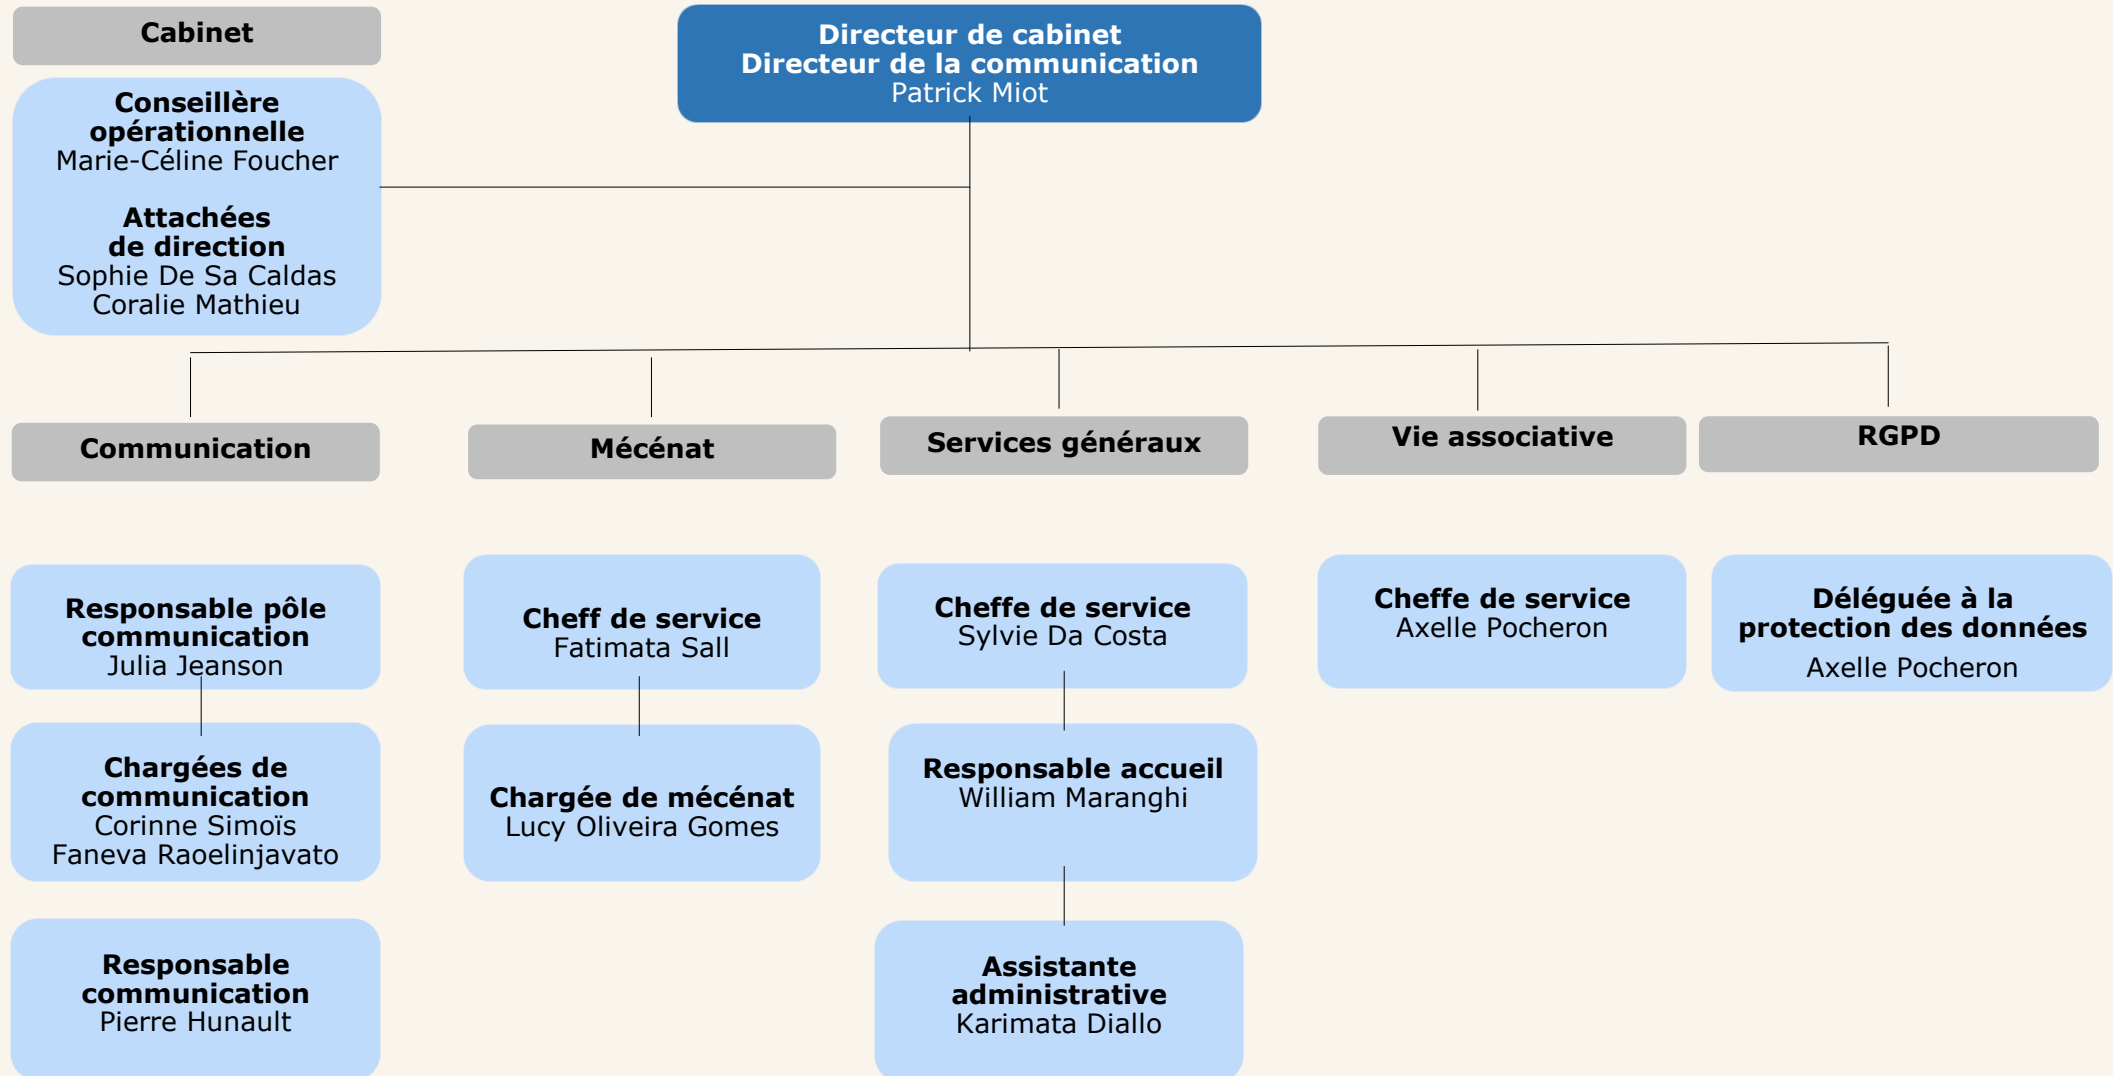 Cabinet
Directeur de cabinet
Directeur de la communication
Patrick Miot
Conseillère
opérationnelle
Marie-Céline Foucher
Attachées
de direction
Sophie De Sa Caldas
Coralie Mathieu
Communication
Mécénat
Services généraux
Vie associative
RGPD
Responsable pôle
communication
Julia Jeanson
Chargées de
communication
Corinne Simoïs
Faneva Raoelinjavato
Responsable
communication
Pierre Hunault
Cheff de service
Fatimata Sall
Chargée de mécénat
Lucy Oliveira Gomes
Cheffe de service
Sylvie Da Costa
Responsable accueil
William Maranghi
Assistante
administrative
Karimata Diallo
Cheffe de service
Axelle Pocheron
Déléguée à la
protection des données
Axelle Pocheron